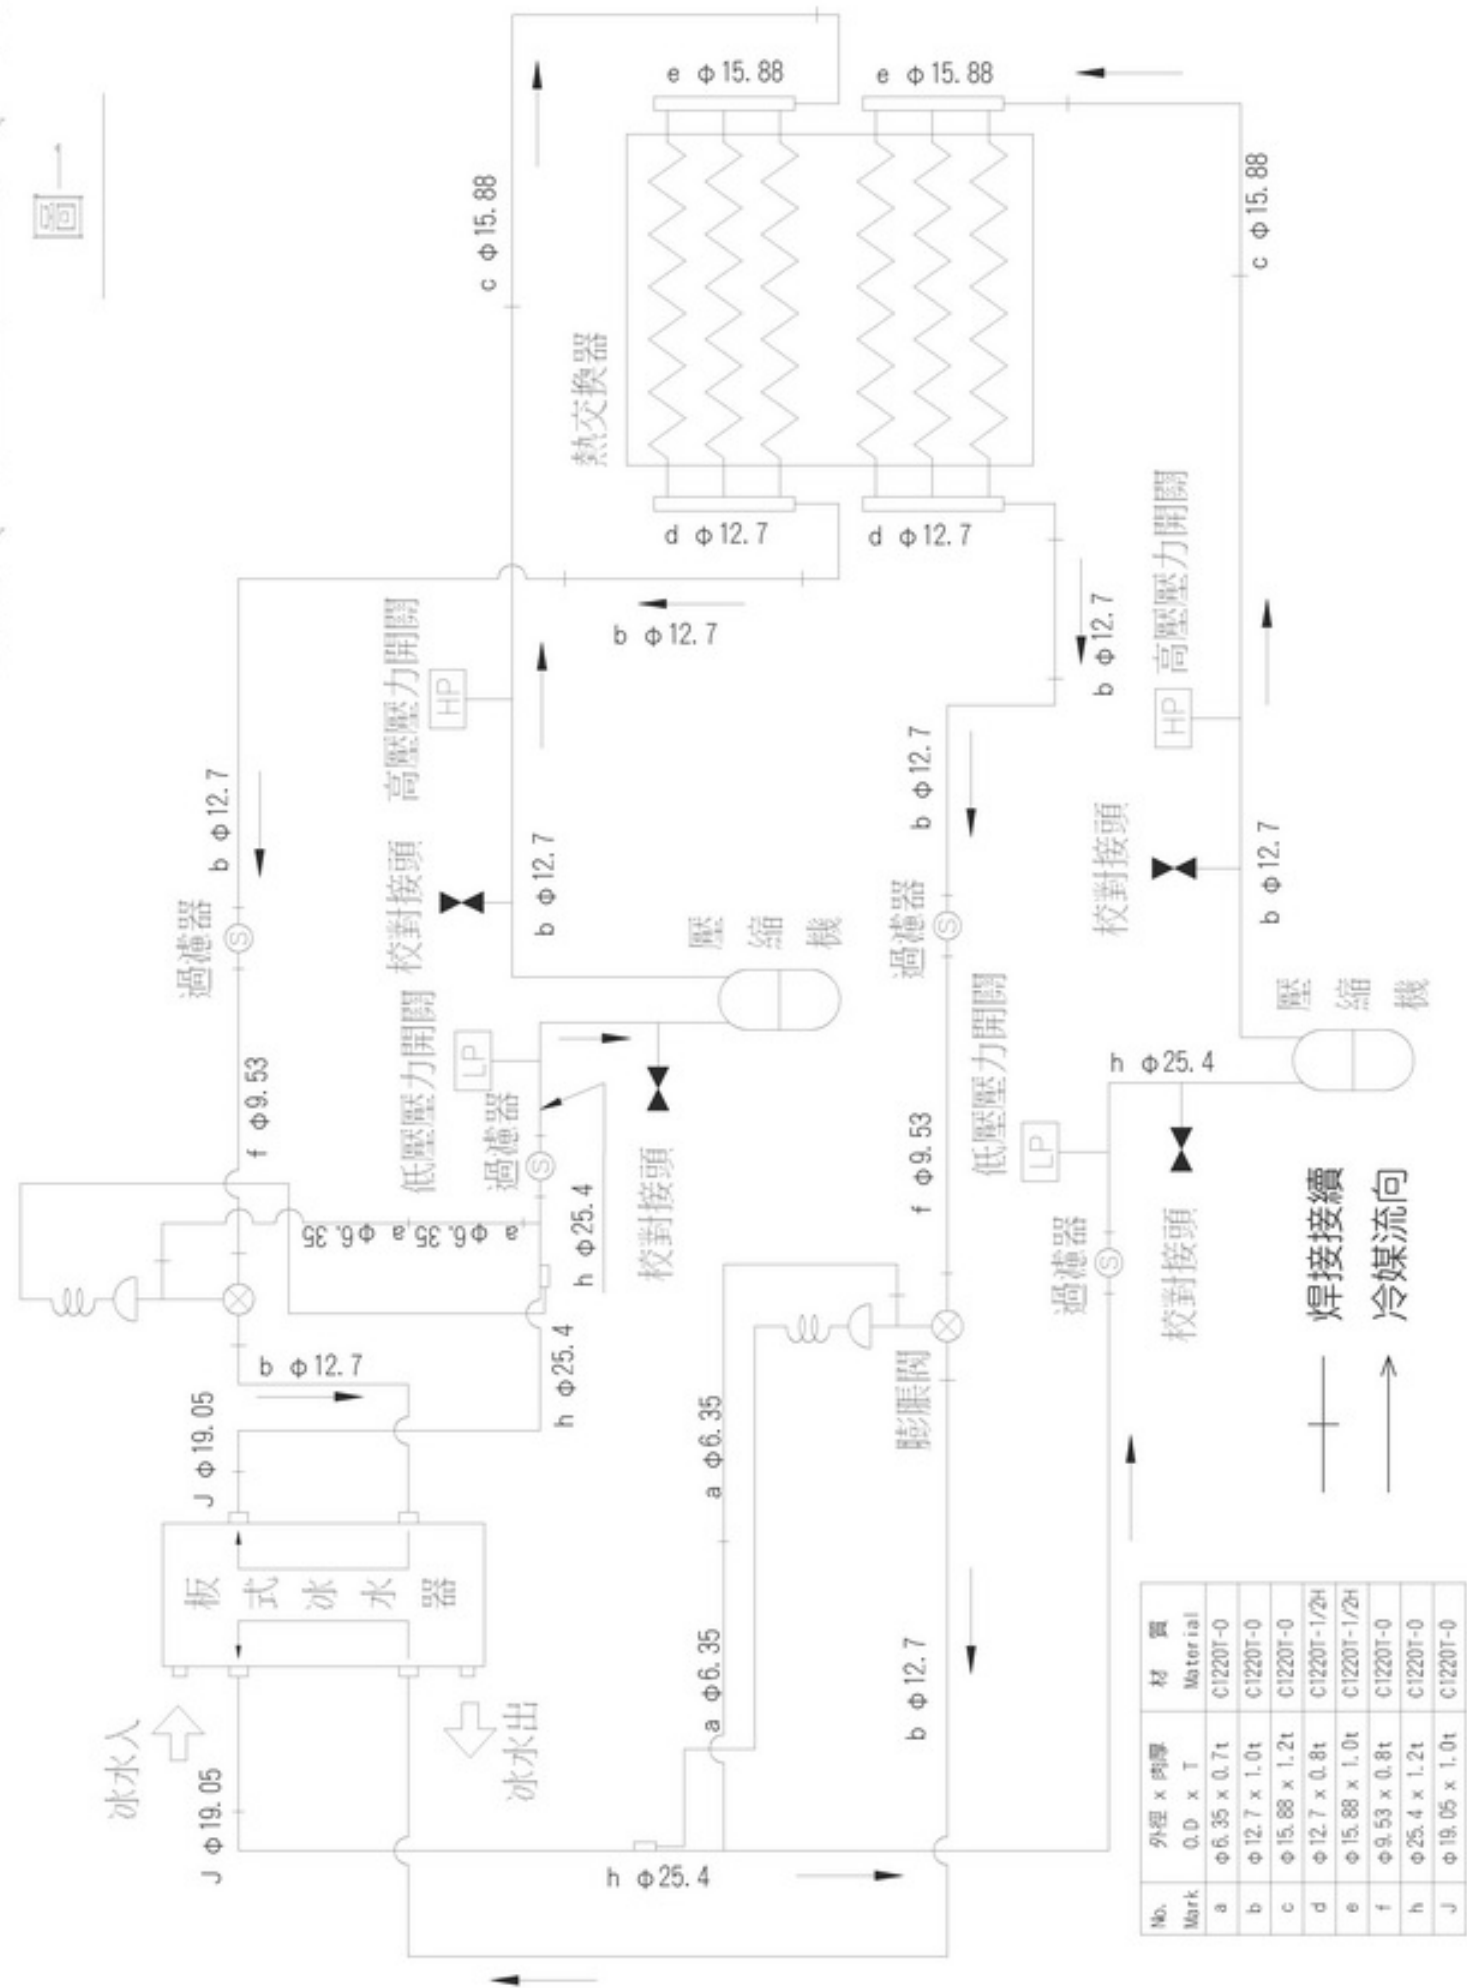 圖一
e φ15.88
e φ15.88
c φ15.88
c φ15.88
熱交換器
d φ12.7
d φ12.7
b φ12.7
b φ12.7
高壓壓力開關
HP
高壓壓力開關
HP
b φ12.7
b φ12.7
過濾器
S
校對接頭
b φ12.7
壓縮機
過濾器
S
校對接頭
b φ12.7
壓縮機
低壓壓力開關
LP
過濾器
S
f φ9.53
a φ6.35
a φ6.35
h φ25.4
校對接頭
低壓壓力開關
LP
f φ9.53
h φ25.4
過濾器
S
校對接頭
b φ12.7
h φ25.4
J φ19.05
a φ6.35
膨脹閥
板式冰水器
冰水入
冰水出
J φ19.05
a φ6.35
b φ12.7
h φ25.4
焊接接續
冷媒流向
No. 外徑 x 肉厚 材質
Mark O.D x T Material
a φ6.35 x 0.7t C1220T-O
b φ12.7 x 1.0t C1220T-O
c φ15.88 x 1.2t C1220T-O
d φ12.7 x 0.8t C1220T-1/2H
e φ15.88 x 1.0t C1220T-1/2H
f φ9.53 x 0.8t C1220T-O
h φ25.4 x 1.2t C1220T-O
J φ19.05 x 1.0t C1220T-O